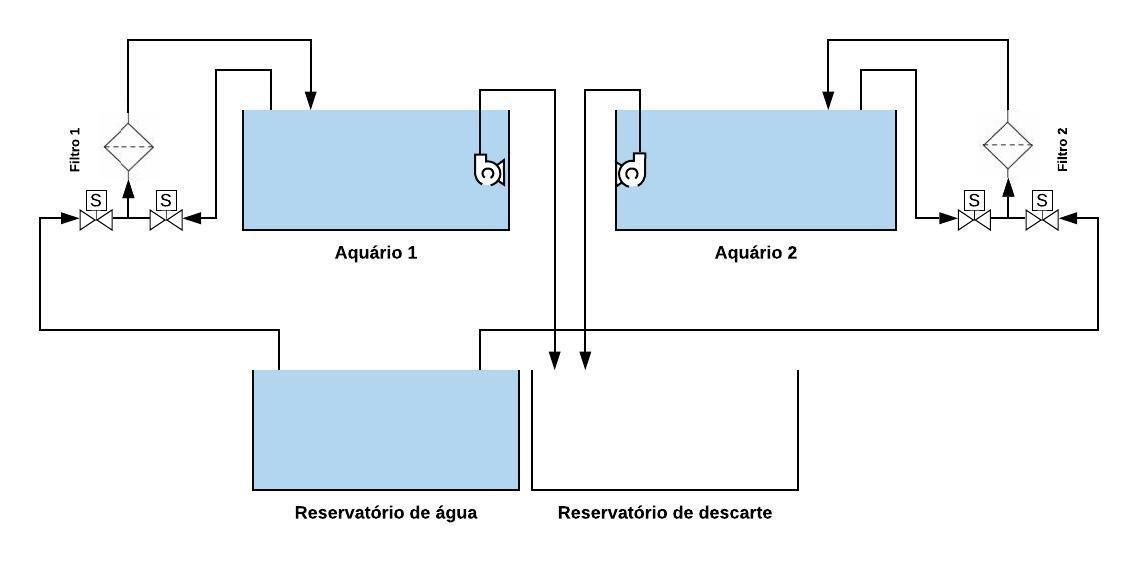 Filtro 1
Filtro 2
S
S
S
S
C
C
Aquário 1
Aquário 2
Reservatório de água
Reservatório de descarte